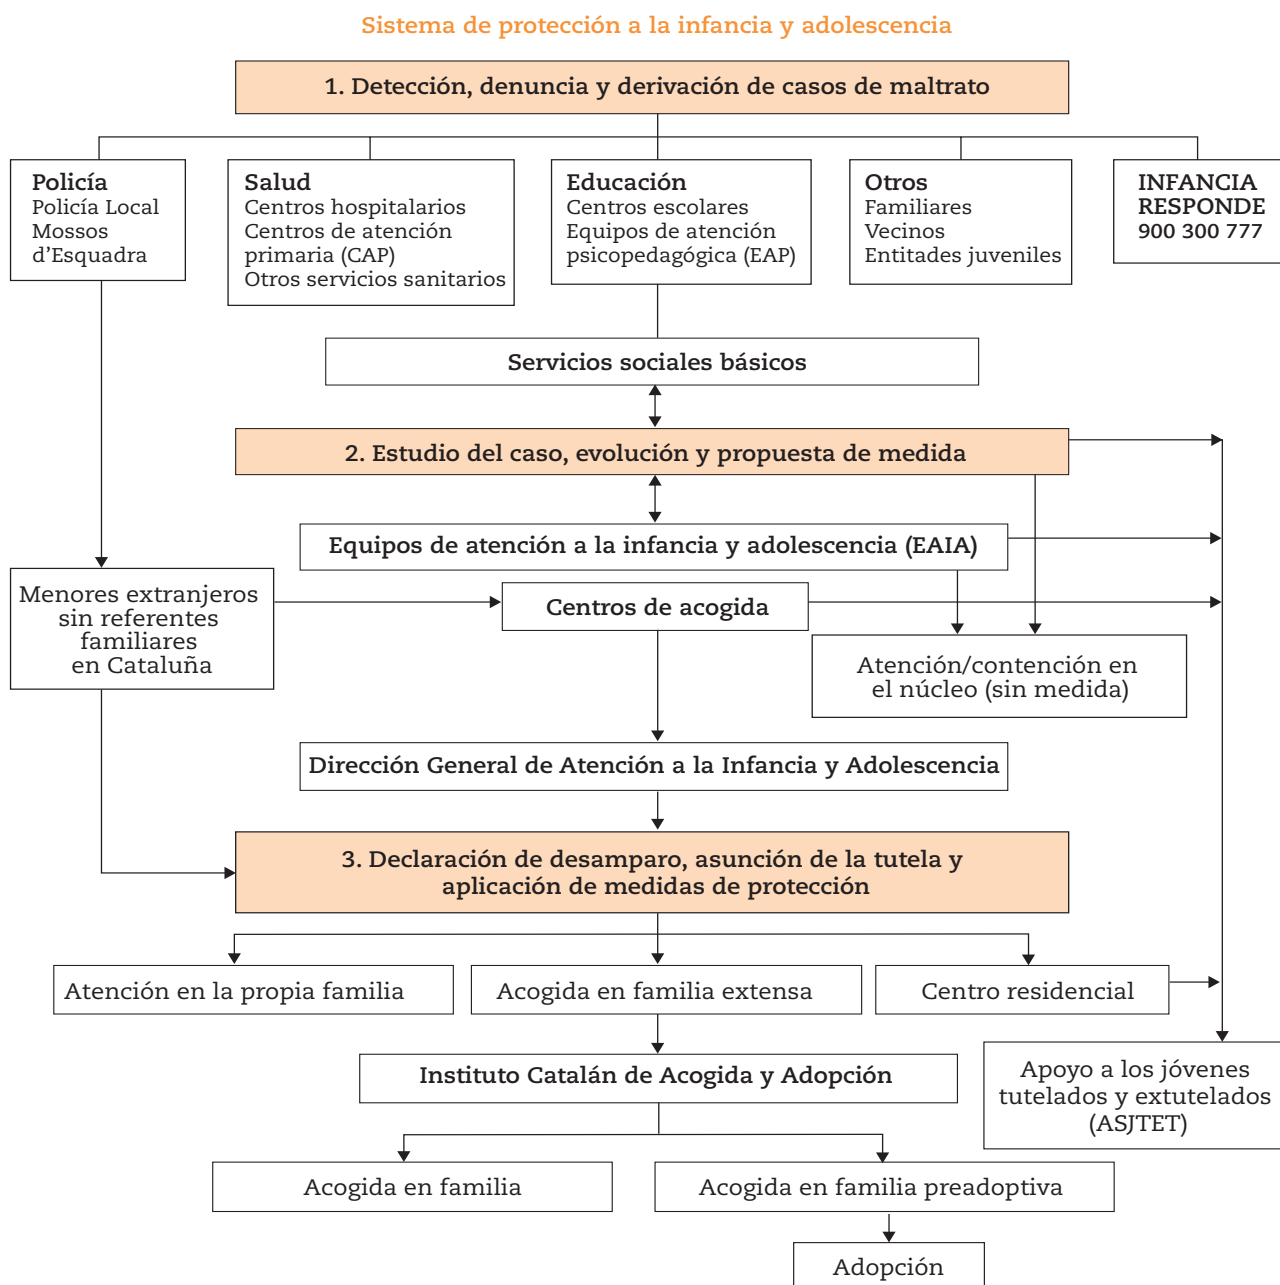 Sistema de protección a la infancia y adolescencia
1. Detección, denuncia y derivación de casos de maltrato
Policía
Policía Local
Mossos
d’Esquadra
Salud
Centros hospitalarios
Centros de atención
primaria (CAP)
Otros servicios sanitarios
Educación
Centros escolares
Equipos de atención
psicopedagógica (EAP)
Otros
Familiares
Vecinos
Entitades juveniles
INFANCIA
RESPONDE
900 300 777
Servicios sociales básicos
2. Estudio del caso, evolución y propuesta de medida
Equipos de atención a la infancia y adolescencia (EAIA)
Menores extranjeros
sin referentes
familiares
en Cataluña
Centros de acogida
Atención/contención en
el núcleo (sin medida)
Dirección General de Atención a la Infancia y Adolescencia
3. Declaración de desamparo, asunción de la tutela y
aplicación de medidas de protección
Atención en la propia familia
Acogida en familia extensa
Centro residencial
Instituto Catalán de Acogida y Adopción
Apoyo a los jóvenes
tutelados y extutelados
(ASJTET)
Acogida en familia
Acogida en familia preadoptiva
Adopción